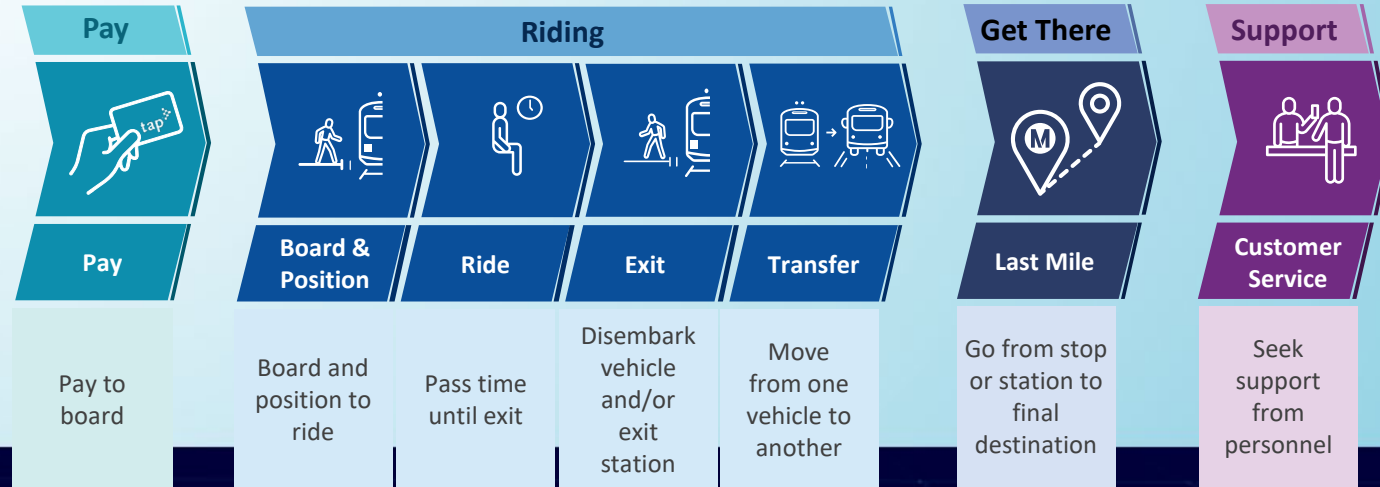 Pay
Riding
Get There
Support
tap
M
Pay
Board &
Position
Ride
Exit
Transfer
Last Mile
Customer
Service
Pay to
board
Board and
position to
ride
Pass time
until exit
Disembark
vehicle
and/or
exit
station
Move
from one
vehicle to
another
Go from stop
or station to
final
destination
Seek
support
from
personnel